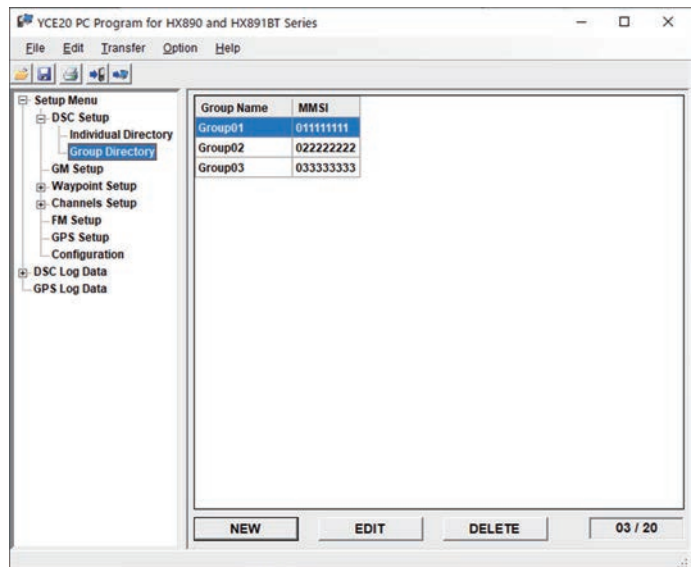 YCE20 PC Program for HX890 and HX891BT Series
File Edit Transfer Option Help
Setup Menu
DSC Setup
Individual Directory
Group Directory
GM Setup
Waypoint Setup
Channels Setup
FM Setup
GPS Setup
Configuration
DSC Log Data
GPS Log Data
Group Name MMSI
Group01 011111111
Group02 022222222
Group03 033333333
NEW EDIT DELETE 03 / 20